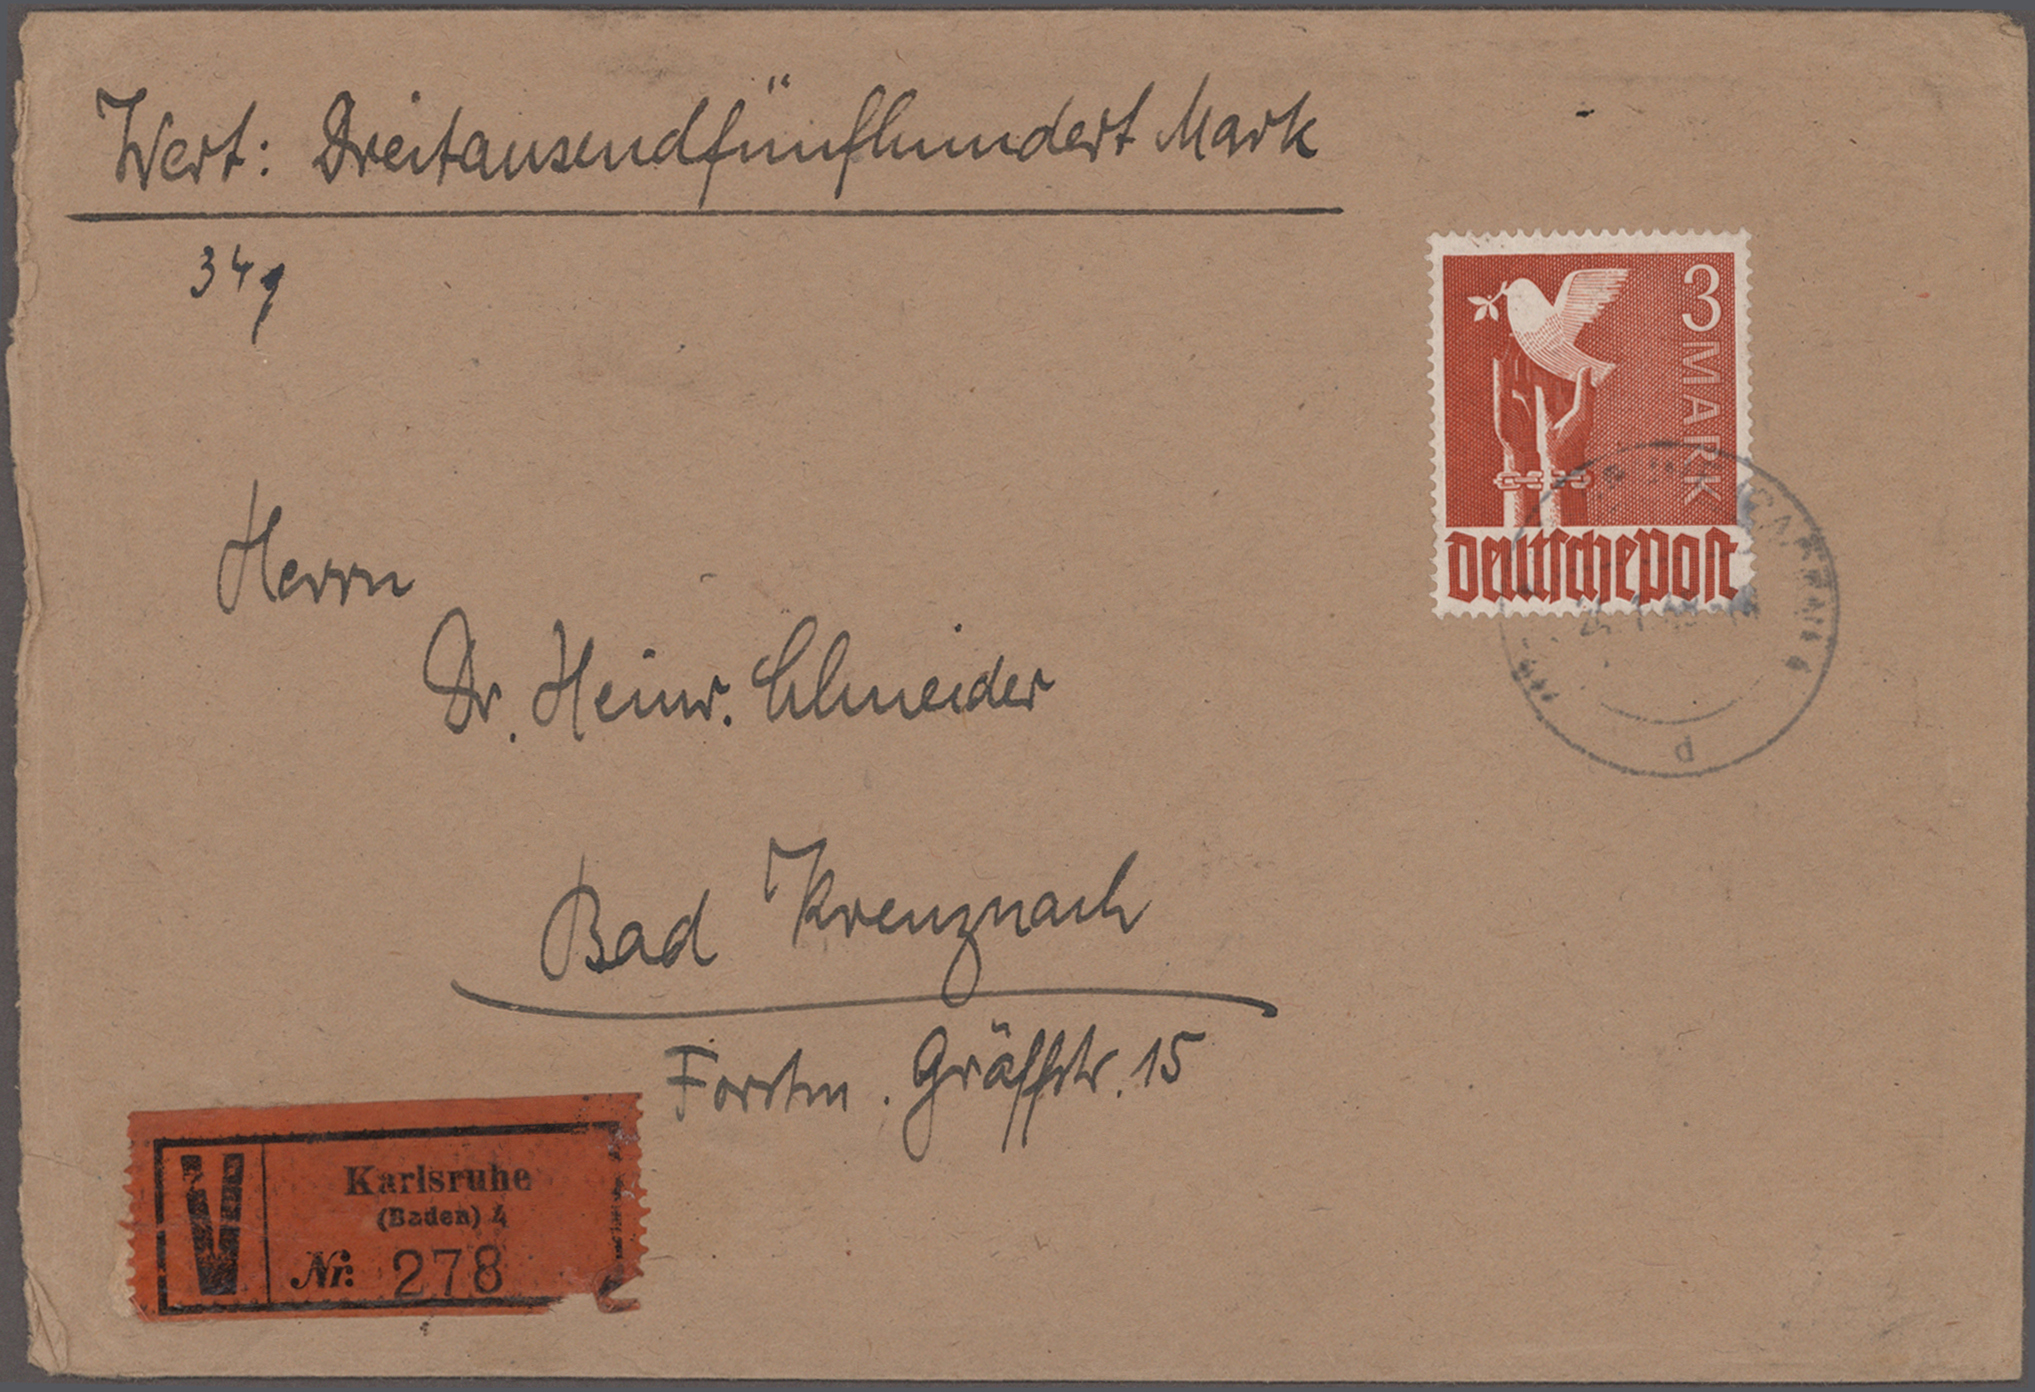 Wert: Dreitausendfünfhundert Mark
34g
3 MARK
Deutsche Post
Herrn
Dr. Heinr. Schneider
Bad Kreuznach
Forstm. Gräffstr. 15
V
Karlsruhe
(Baden) 4
Nr. 278